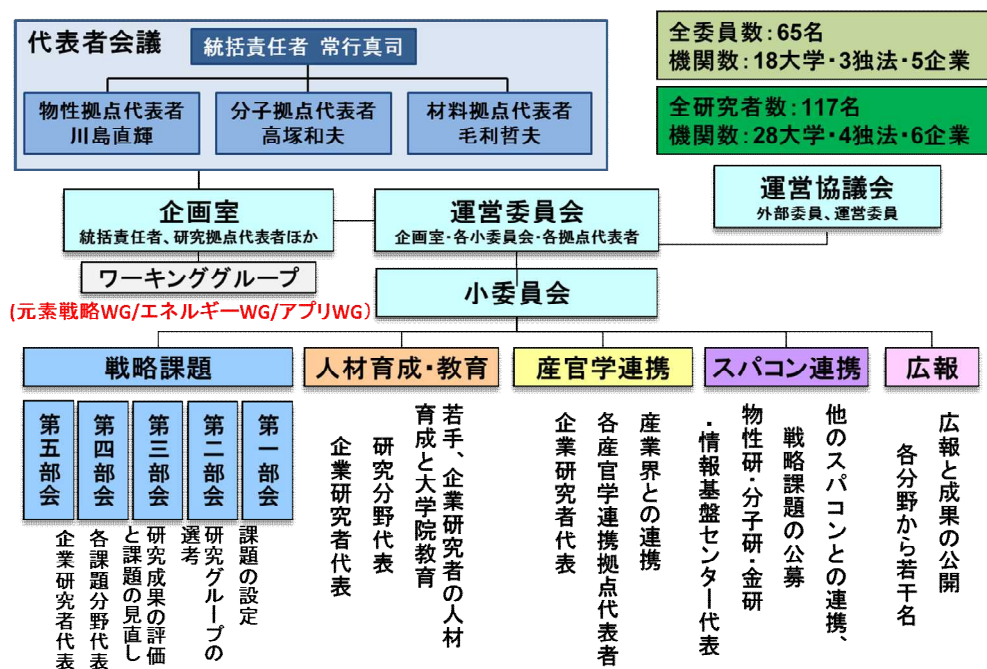 代表者会議
統括責任者 常行真司
物性拠点代表者
川島直輝
分子拠点代表者
高塚和夫
材料拠点代表者
毛利哲夫
全委員数:65名
機関数:18大学・3独法・5企業
全研究者数:117名
機関数:28大学・4独法・6企業
企画室
統括責任者、研究拠点代表者ほか
運営委員会
企画室・各小委員会・各拠点代表者
運営協議会
外部委員、運営委員
ワーキンググループ
(元素戦略WG/エネルギーWG/アプリWG)
小委員会
戦略課題
人材育成・教育
産官学連携
スパコン連携
広報
第一部会
第二部会
第三部会
第四部会
第五部会
課題の設定
研究グループの
選考
研究成果の評価
と課題の見直し
各課題分野代表
企業研究者代表
若手、企業研究者の人材
育成と大学院教育
研究分野代表
企業研究者代表
産業界との連携
各産官学連携拠点代表者
企業研究者代表
他のスパコンとの連携、
戦略課題の公募
物性研・分子研・金研
・情報基盤センター代表
広報と成果の公開
各分野から若干名